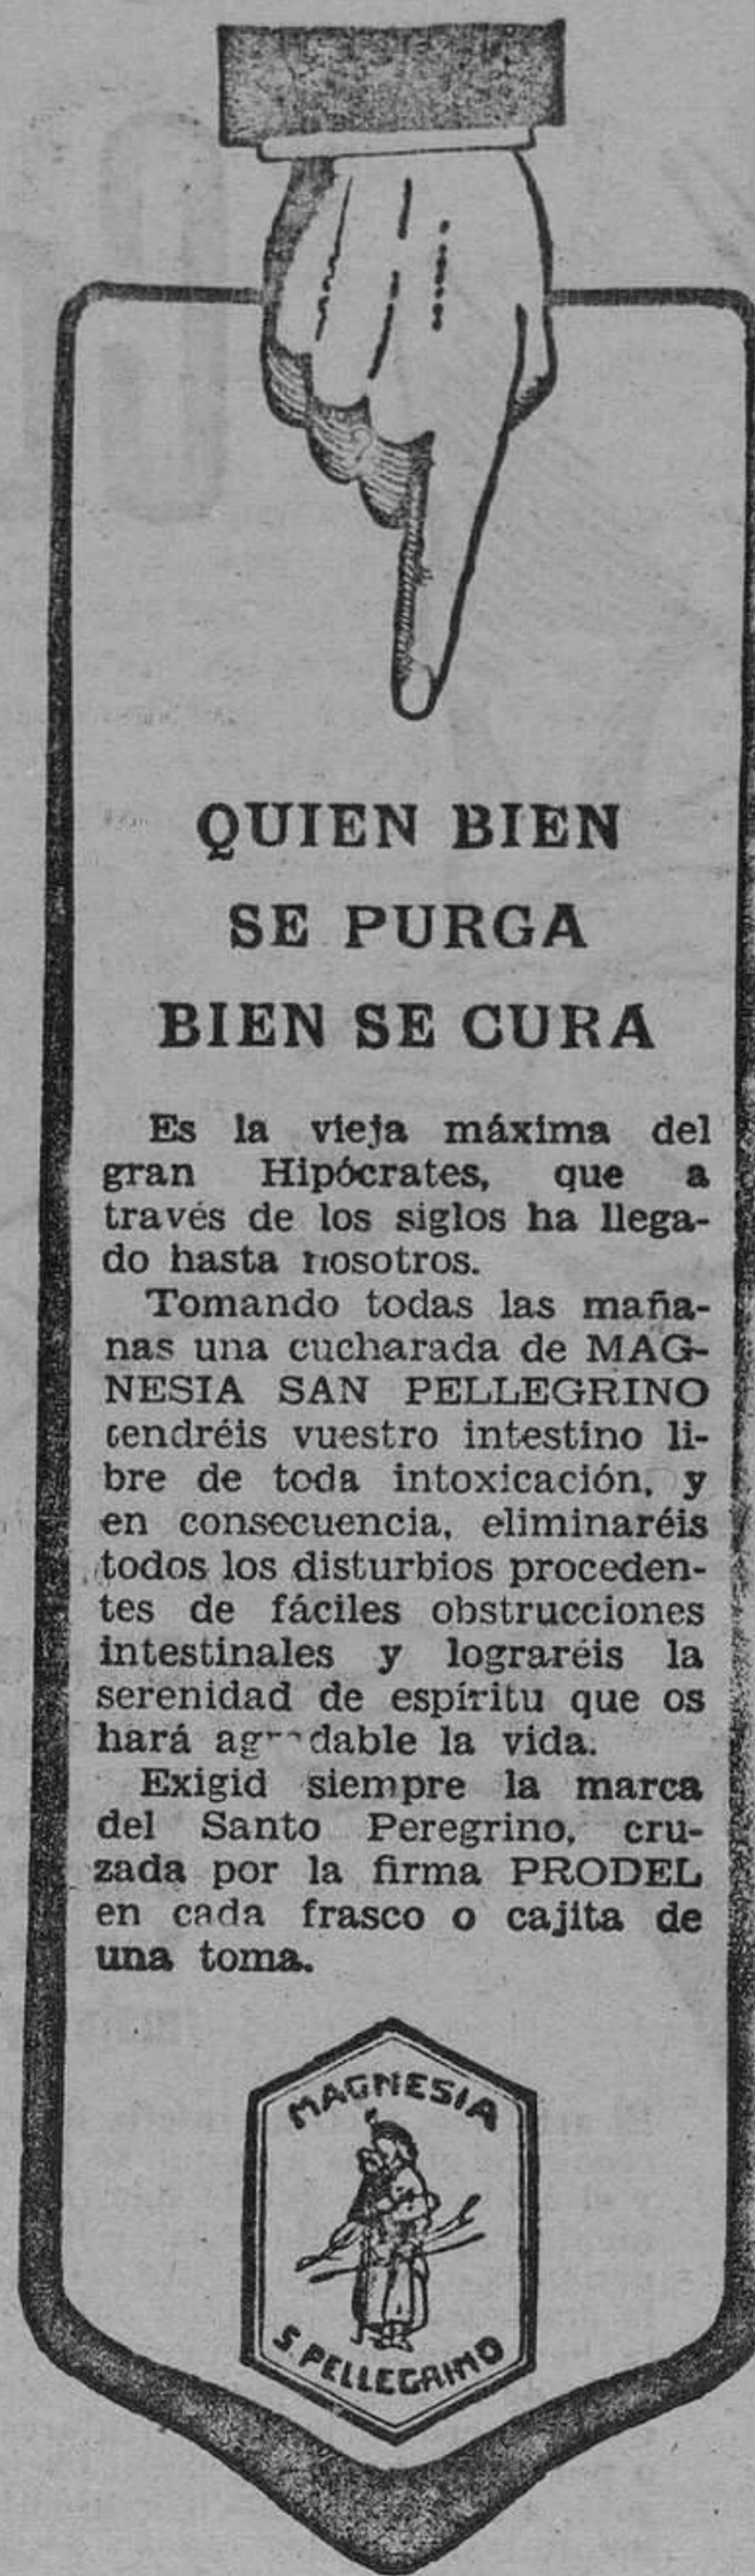 QUIEN BIEN
SE PURGA
BIEN SE CURA
Es la vieja máxima del
gran Hipócrates, que a
través de los siglos ha llega-
do hasta nosotros.
Tomando todas las maña-
nas una cucharada de MAG-
NESIA SAN PELLEGRINO
tendréis vuestro intestino li-
bre de toda intoxicación, y
en consecuencia, eliminaréis
todos los disturbios proceden-
tes de fáciles obstrucciones
intestinales y lograréis la
serenidad de espíritu que os
hará agradable la vida.
Exigid siempre la marca
del Santo Peregrino, cru-
zada por la firma PRODEL
en cada frasco o cajita de
una toma.
MAGNESIA
S. PELLEGRINO